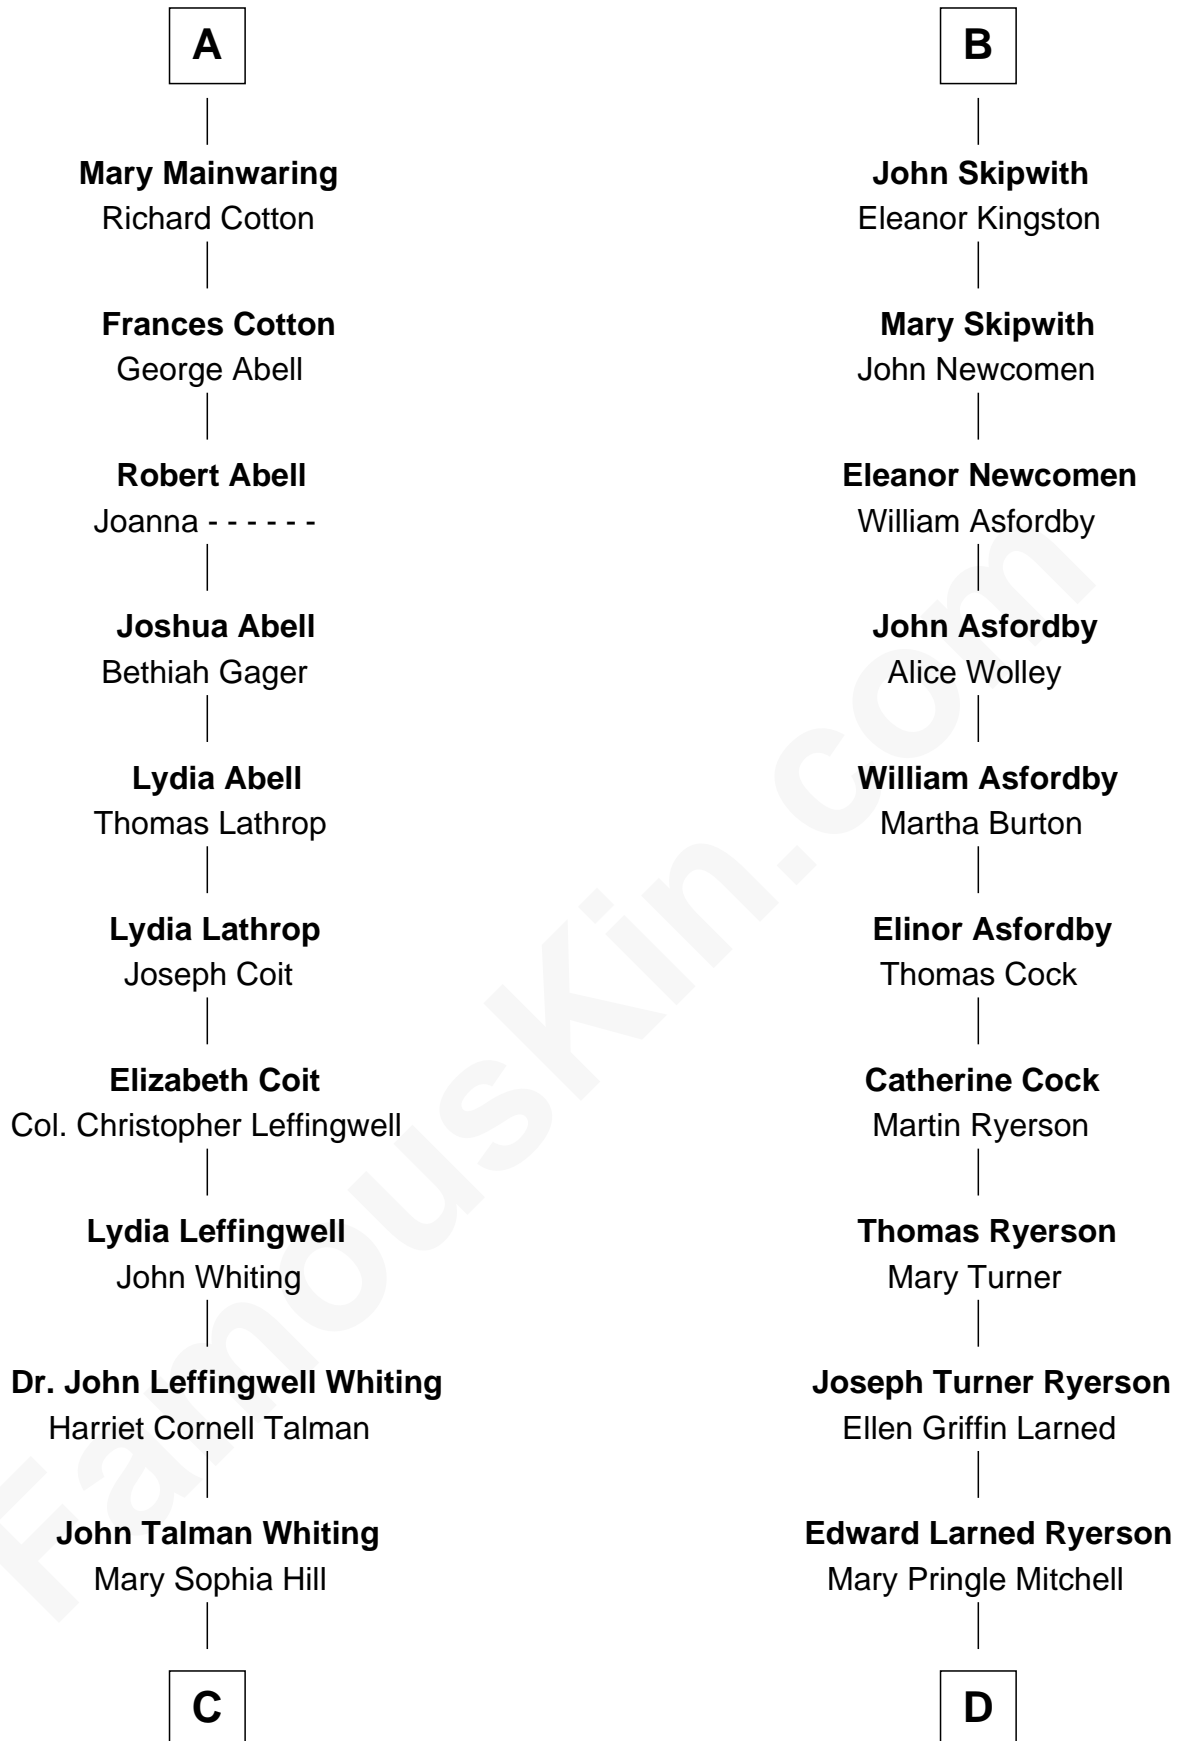 A
Mary Mainwaring
Richard Cotton
Frances Cotton
George Abell
Robert Abell
Joanna - - - - - -
Joshua Abell
Bethiah Gager
Lydia Abell
Thomas Lathrop
Lydia Lathrop
Joseph Coit
Elizabeth Coit
Col. Christopher Leffingwell
Lydia Leffingwell
John Whiting
Dr. John Leffingwell Whiting
Harriet Cornell Talman
John Talman Whiting
Mary Sophia Hill
C
B
John Skipwith
Eleanor Kingston
Mary Skipwith
John Newcomen
Eleanor Newcomen
William Asfordby
John Asfordby
Alice Wolley
William Asfordby
Martha Burton
Elinor Asfordby
Thomas Cock
Catherine Cock
Martin Ryerson
Thomas Ryerson
Mary Turner
Joseph Turner Ryerson
Ellen Griffin Larned
Edward Larned Ryerson
Mary Pringle Mitchell
D
FamousKin.com